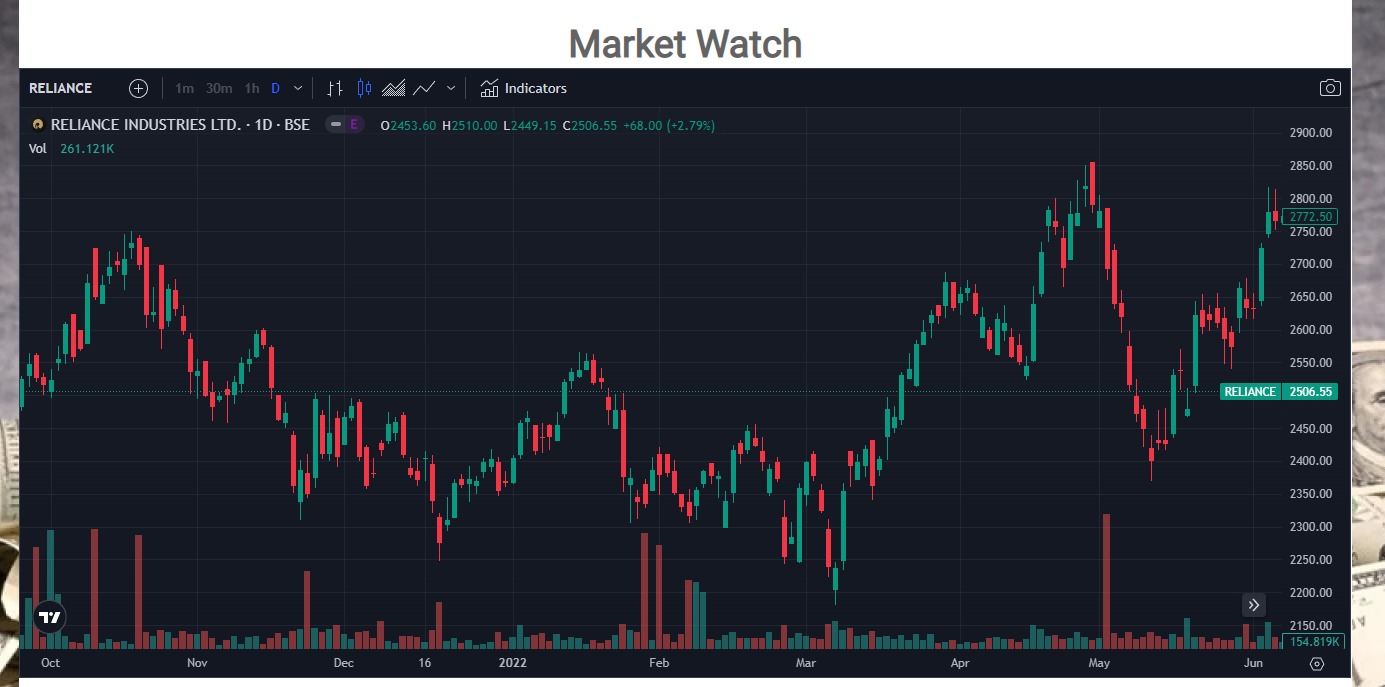 Market Watch
RELIANCE 1m 30m 1h D Indicators
RELIANCE INDUSTRIES LTD. · 1D · BSE E O2453.60 H2510.00 L2449.15 C2506.55 +68.00 (+2.79%)
Vol 261.121K
2900.00
2850.00
2800.00
2772.50
2750.00
2700.00
2650.00
2600.00
2550.00
RELIANCE 2506.55
2450.00
2400.00
2350.00
2300.00
2250.00
2200.00
2150.00
154.819K
Oct Nov Dec 16 2022 Feb Mar Apr May Jun